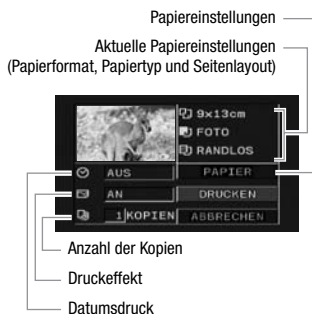 Papiereinstellungen
Aktuelle Papiereinstellungen
(Papierformat, Papiertyp und Seitenlayout)
9x13cm
FOTO
RANDLOS
AUS
PAPIER
AN
DRUCKEN
1 KOPIEN
ABBRECHEN
Anzahl der Kopien
Druckeffekt
Datumsdruck